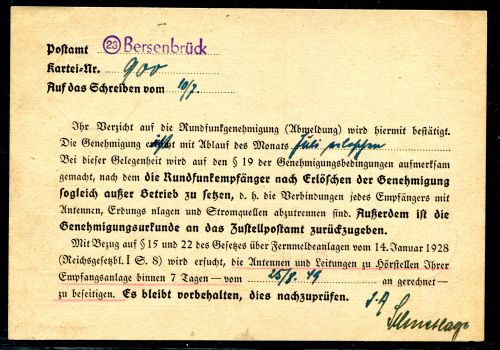 Postamt (23) Bersenbrück
Kartei-Nr. 900
Auf das Schreiben vom 10/7.
Ihr Verzicht auf die Rundfunkgenehmigung (Abmeldung) wird hiermit bestätigt.
Die Genehmigung ist mit Ablauf des Monats Juli erloschen
Bei dieser Gelegenheit wird auf den § 19 der Genehmigungsbedingungen aufmerksam
gemacht, nach dem die Rundfunkempfänger nach Erlöschen der Genehmigung
sogleich außer Betrieb zu setzen, d. h. die Verbindungen jedes Empfängers mit
Antennen, Erdungs nlagen und Stromquellen abzutrennen sind. Außerdem ist die
Genehmigungsurkunde an das Zustellpostamt zurückzugeben.
Mit Bezug auf § 15 und 22 des Gesetzes über Fernmeldeanlagen vom 14. Januar 1928
(Reichsgesetzbl. I S. 8) wird ersucht, die Antennen und Leitungen zu Hörstellen Ihrer
Empfangsanlage binnen 7 Tagen — vom 25/8. 49 an gerechnet —
zu beseitigen. Es bleibt vorbehalten, dies nachzuprüfen. I.A